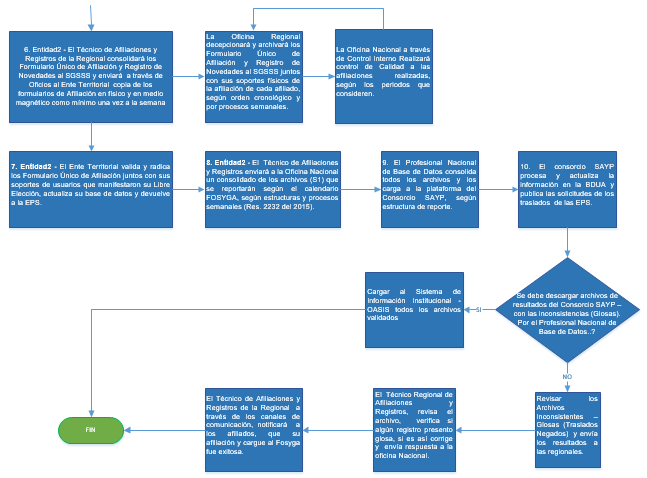 6. Entidad2 - El Técnico de Afiliaciones y
Registros de la Regional consolidará los
Formulario Único de Afiliación y Registro de
Novedades al SGSSS y enviará a través de
Oficios al Ente Territorial copia de los
formularios de Afiliación en físico y en medio
magnético como mínimo una vez a la semana
La Oficina Regional
decepcionará y archivará los
Formulario Único de
Afiliación y Registro de
Novedades al SGSSS juntos
con sus soportes físicos de
la afiliación de cada afiliado,
según orden cronológico y
por procesos semanales.
La Oficina Nacional a través
de Control Interno Realizará
control de Calidad a las
afiliaciones realizadas,
según los periodos que
consideren.
7. Entidad2 - El Ente Territorial valida y radica
los Formulario Único de Afiliación juntos con sus
soportes de usuarios que manifestaron su Libre
Elección, actualiza su base de datos y devuelve
a la EPS.
8. Entidad2 - El Técnico de Afiliaciones
y Registros enviará a la Oficina Nacional
un consolidado de los archivos (S1) que
se reportarán según el calendario
FOSYGA, según estructuras y procesos
semanales (Res. 2232 del 2015).
9. El Profesional Nacional
de Base de Datos consolida
todos los archivos y los
carga a la plataforma del
Consorcio SAYP, según
estructura de reporte.
10. El consorcio SAYP
procesa y actualiza la
información en la BDUA y
publica las solicitudes de los
traslados de las EPS.
Cargar al Sistema de
Información Institucional -
OASIS todos los archivos
validados
SI
Se debe descargar archivos de
resultados del Consorcio SAYP –
con las inconsistencias (Glosas).
Por el Profesional Nacional de
Base de Datos..?
NO
Revisar los
Archivos
Inconsistentes –
Glosas (Traslados
Negados) y envía
los resultados a
las regionales.
El Técnico Regional de
Afiliaciones y
Registros, revisa el
archivo, verifica si
algún registro presento
glosa, si es así corrige
y envía respuesta a la
oficina Nacional.
El Técnico de Afiliaciones y
Registros de la Regional a
través de los canales de
comunicación, notificará a
los afiliados, que su
afiliación y cargue al Fosyga
fue exitosa.
FIN